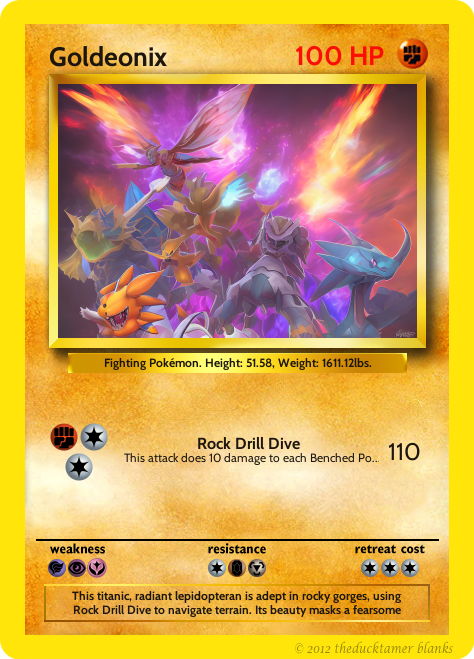 Goldeonix
100 HP
Fighting Pokémon. Height: 51.58, Weight: 1611.12lbs.
Rock Drill Dive
This attack does 10 damage to each Benched Po...
110
weakness
resistance
retreat cost
This titanic, radiant lepidopteran is adept in rocky gorges, using
Rock Drill Dive to navigate terrain. Its beauty masks a fearsome
© 2012 theducktamer blanks